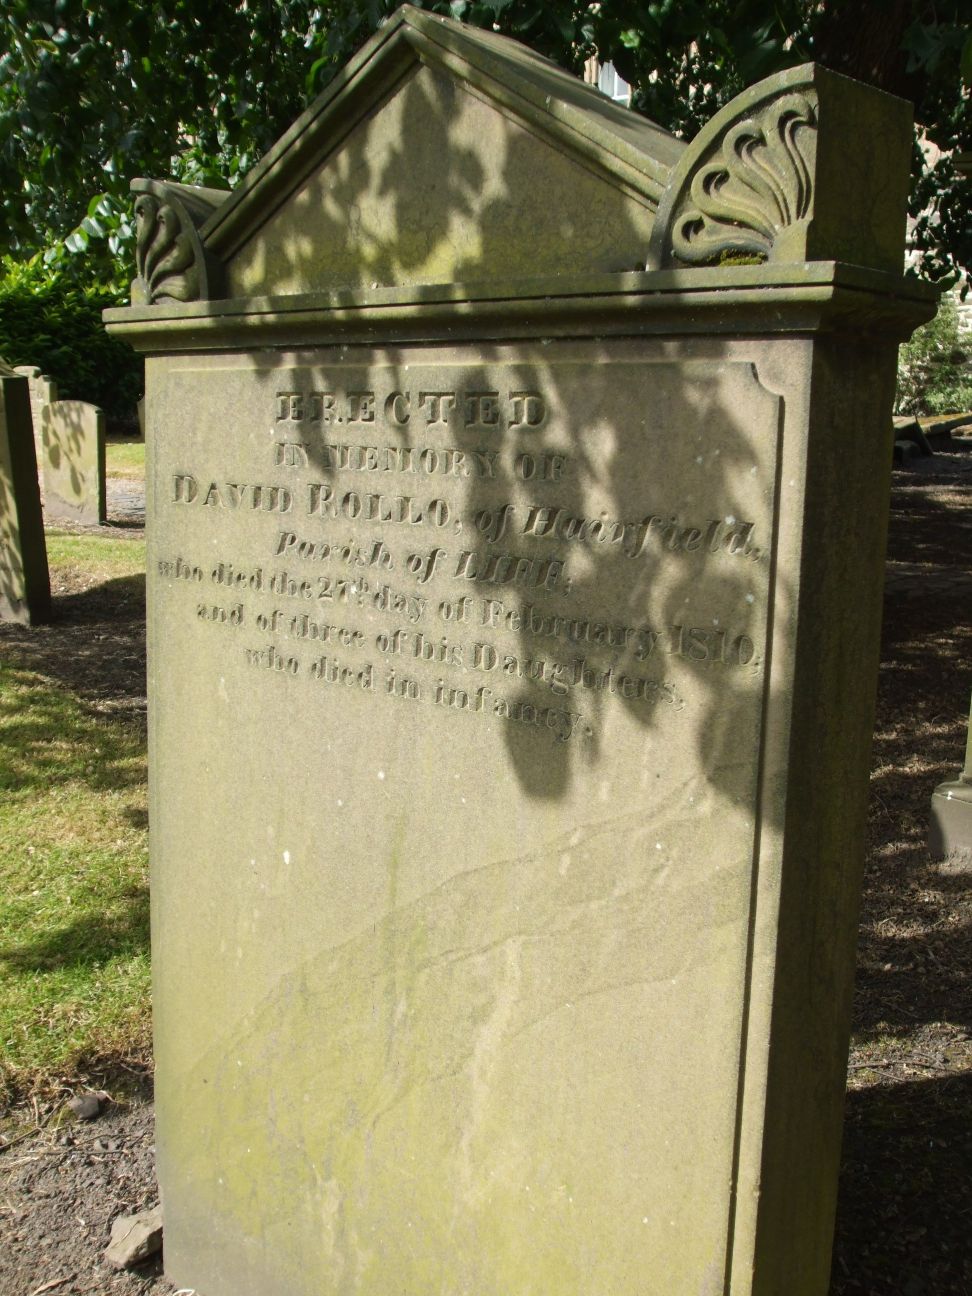 ERECTED
IN MEMORY OF
DAVID ROLLO, of Hairfield,
Parish of LIFF,
who died the 27th day of February 1810,
and of three of his Daughters,
who died in infancy.